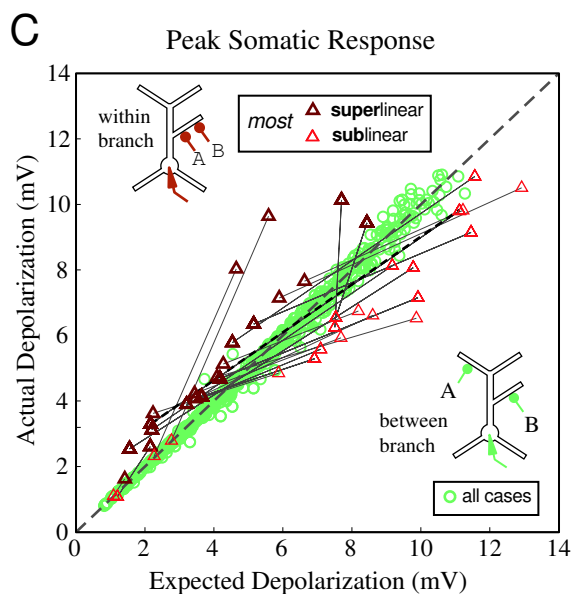 C
Peak Somatic Response
14
12
10
8
6
4
2
0
Actual Depolarization (mV)
within
branch
A
B
most
superlinear
sublinear
A
B
between
branch
all cases
0
2
4
6
8
10
12
14
Expected Depolarization (mV)